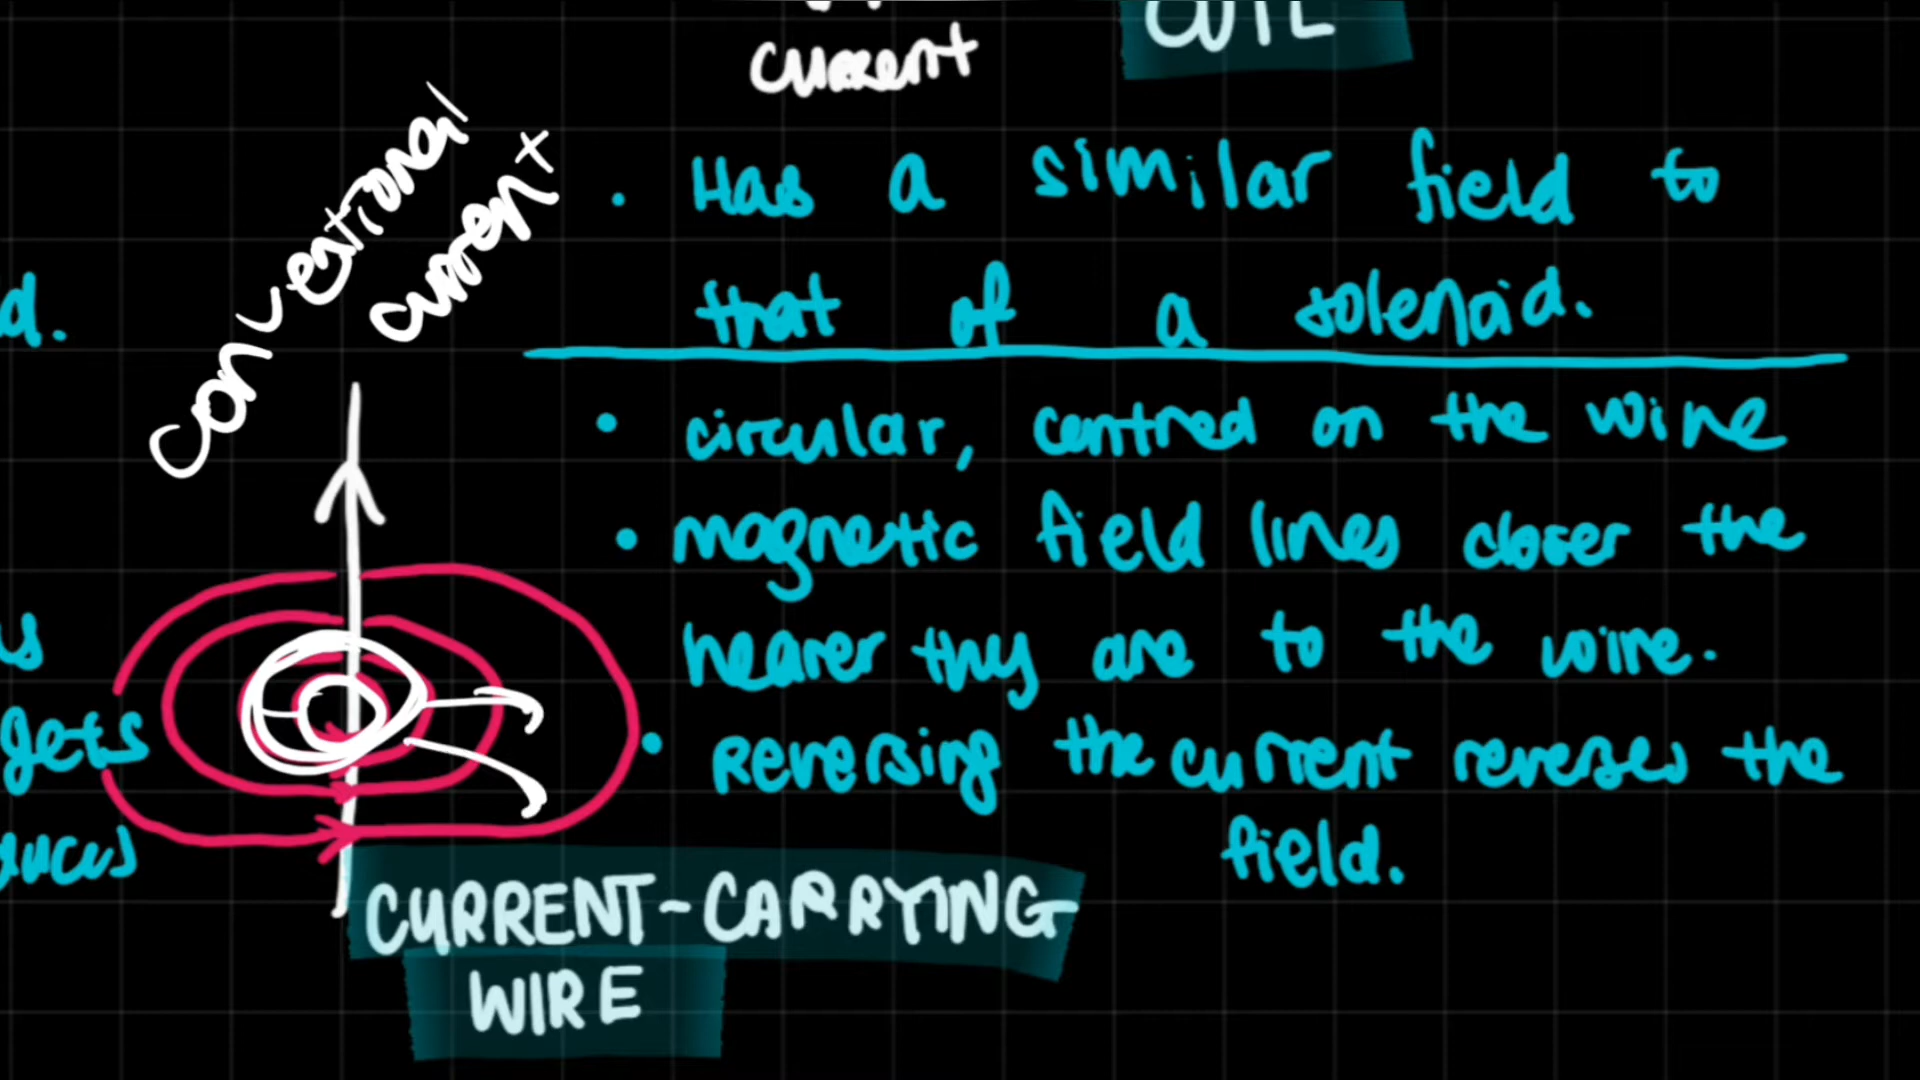 current
COIL
conventional
current
• Has a similar field to
that of a solenoid.
d.
• circular, centred on the wire
• magnetic field lines closer the
nearer they are to the wire.
• Reversing the current reverses the
field.
gets
CURRENT-CARRYING
WIRE